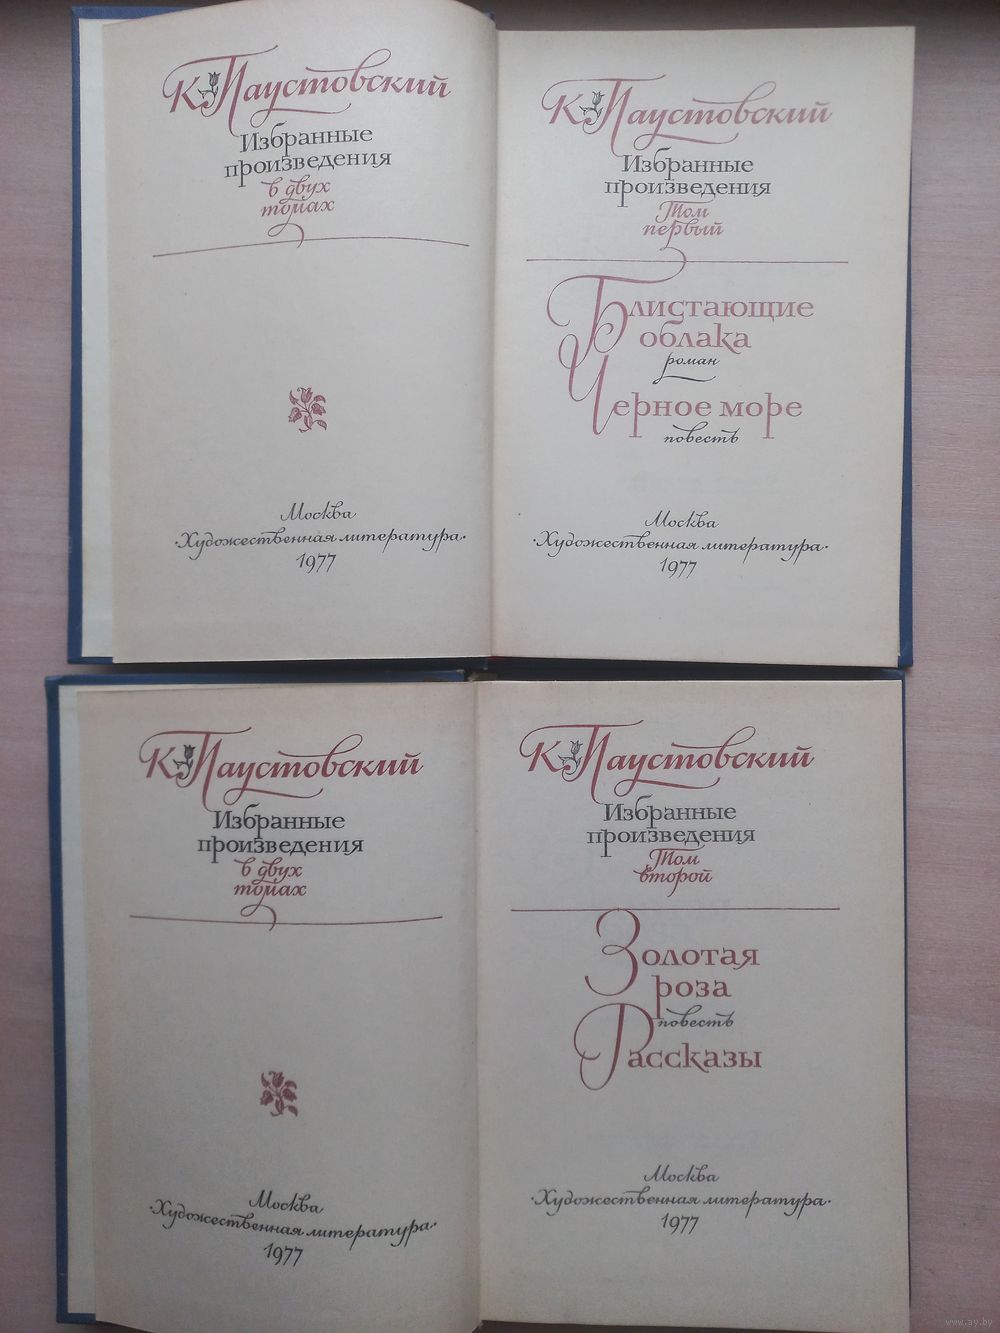 К. Паустовский
Избранные
произведения
в двух
томах
Москва
·Художественная литература·
1977
К. Паустовский
Избранные
произведения
Том
первый
Блистающие
облака
роман
Черное море
повесть
Москва
·Художественная литература·
1977
К. Паустовский
Избранные
произведения
в двух
томах
Москва
·Художественная литература·
1977
К. Паустовский
Избранные
произведения
Том
второй
Золотая
роза
повесть
Рассказы
Москва
·Художественная литература·
1977
www.ay.by